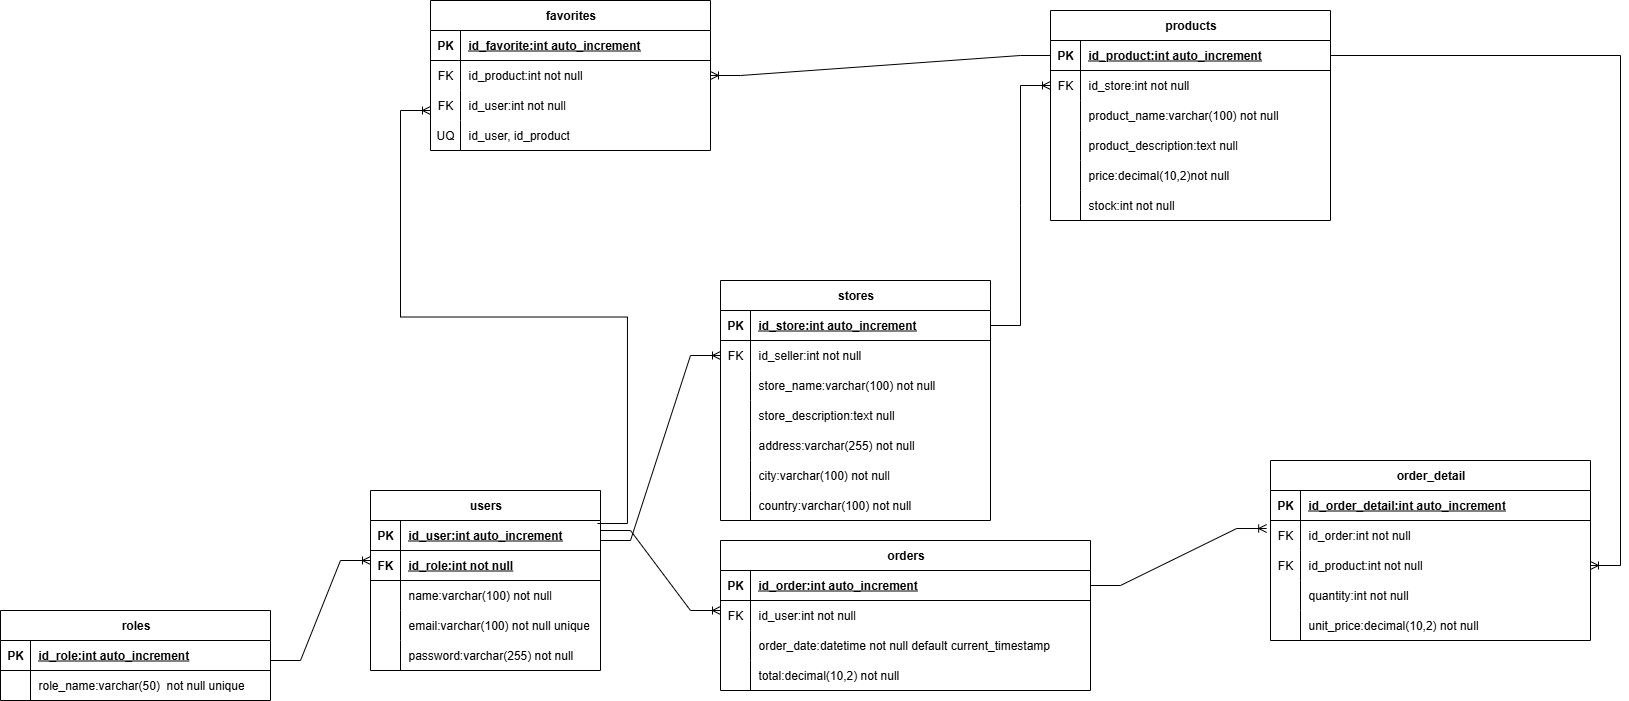 favorites
PK id_favorite:int auto_increment
FK id_product:int not null
FK id_user:int not null
UQ id_user, id_product
products
PK id_product:int auto_increment
FK id_store:int not null
product_name:varchar(100) not null
product_description:text null
price:decimal(10,2)not null
stock:int not null
stores
PK id_store:int auto_increment
FK id_seller:int not null
store_name:varchar(100) not null
store_description:text null
address:varchar(255) not null
city:varchar(100) not null
country:varchar(100) not null
order_detail
PK id_order_detail:int auto_increment
FK id_order:int not null
FK id_product:int not null
quantity:int not null
unit_price:decimal(10,2) not null
users
PK id_user:int auto_increment
FK id_role:int not null
name:varchar(100) not null
email:varchar(100) not null unique
password:varchar(255) not null
orders
PK id_order:int auto_increment
FK id_user:int not null
order_date:datetime not null default current_timestamp
total:decimal(10,2) not null
roles
PK id_role:int auto_increment
role_name:varchar(50)  not null unique